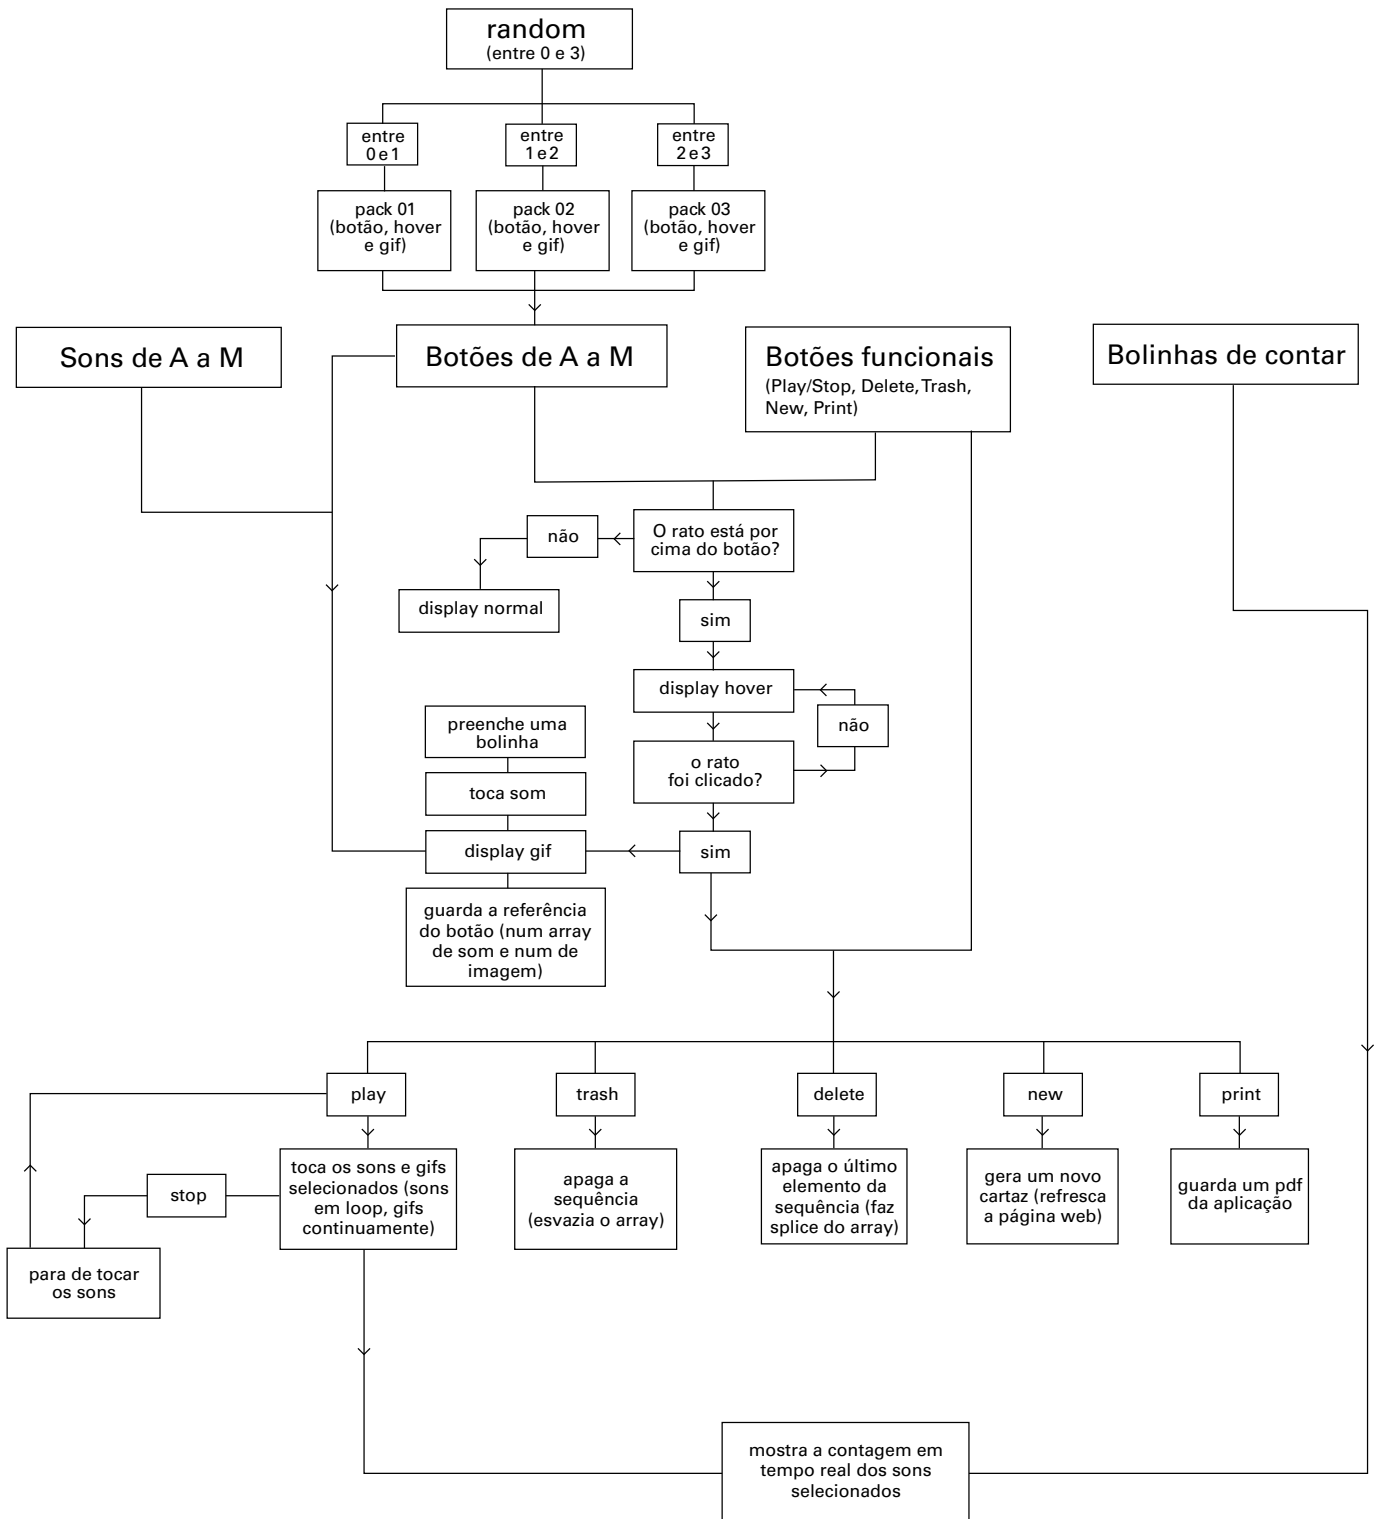 random
(entre 0 e 3)
entre
0 e 1
entre
1 e 2
entre
2 e 3
pack 01
(botão, hover
e gif)
pack 02
(botão, hover
e gif)
pack 03
(botão, hover
e gif)
Sons de A a M
Botões de A a M
Botões funcionais
(Play/Stop, Delete, Trash,
New, Print)
Bolinhas de contar
O rato está por
cima do botão?
não
display normal
sim
display hover
não
o rato
foi clicado?
sim
preenche uma
bolinha
toca som
display gif
guarda a referência
do botão (num array
de som e num de
imagem)
play
trash
delete
new
print
toca os sons e gifs
selecionados (sons
em loop, gifs
continuamente)
stop
para de tocar
os sons
apaga a
sequência
(esvazia o array)
apaga o último
elemento da
sequência (faz
splice do array)
gera um novo
cartaz (refresca
a página web)
guarda um pdf
da aplicação
mostra a contagem em
tempo real dos sons
selecionados